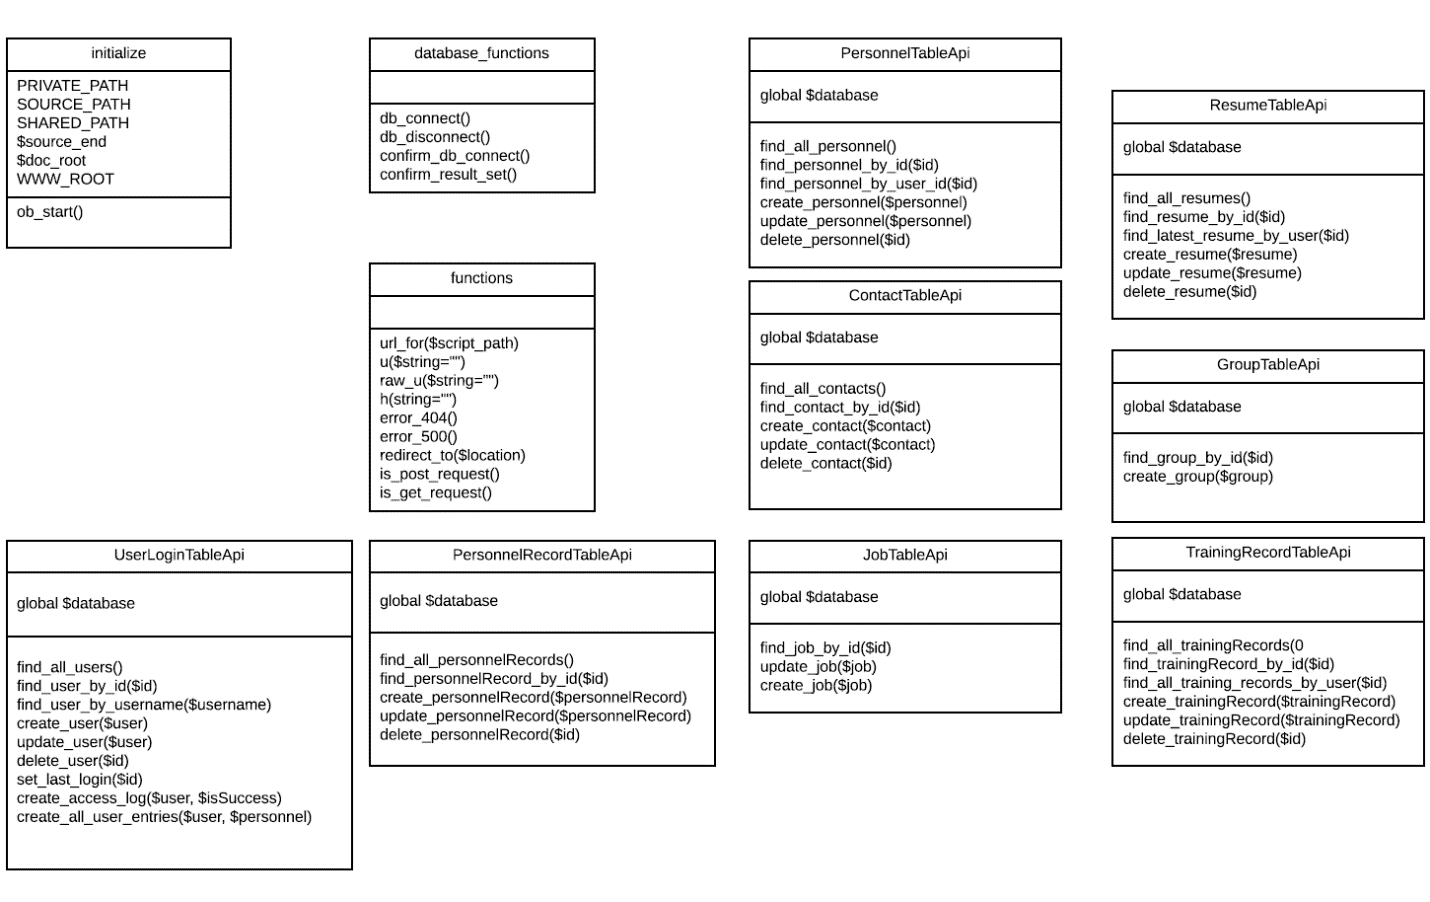 initialize
PRIVATE_PATH
SOURCE_PATH
SHARED_PATH
$source_end
$doc_root
WWW_ROOT
ob_start()
database_functions
db_connect()
db_disconnect()
confirm_db_connect()
confirm_result_set()
functions
url_for($script_path)
u($string="")
raw_u($string="")
h(string="")
error_404()
error_500()
redirect_to($location)
is_post_request()
is_get_request()
PersonnelTableApi
global $database
find_all_personnel()
find_personnel_by_id($id)
find_personnel_by_user_id($id)
create_personnel($personnel)
update_personnel($personnel)
delete_personnel($id)
ContactTableApi
global $database
find_all_contacts()
find_contact_by_id($id)
create_contact($contact)
update_contact($contact)
delete_contact($id)
ResumeTableApi
global $database
find_all_resumes()
find_resume_by_id($id)
find_latest_resume_by_user($id)
create_resume($resume)
update_resume($resume)
delete_resume($id)
GroupTableApi
global $database
find_group_by_id($id)
create_group($group)
UserLoginTableApi
global $database
find_all_users()
find_user_by_id($id)
find_user_by_username($username)
create_user($user)
update_user($user)
delete_user($id)
set_last_login($id)
create_access_log($user, $isSuccess)
create_all_user_entries($user, $personnel)
PersonnelRecordTableApi
global $database
find_all_personnelRecords()
find_personnelRecord_by_id($id)
create_personnelRecord($personnelRecord)
update_personnelRecord($personnelRecord)
delete_personnelRecord($id)
JobTableApi
global $database
find_job_by_id($id)
update_job($job)
create_job($job)
TrainingRecordTableApi
global $database
find_all_trainingRecords(0
find_trainingRecord_by_id($id)
find_all_training_records_by_user($id)
create_trainingRecord($trainingRecord)
update_trainingRecord($trainingRecord)
delete_trainingRecord($id)